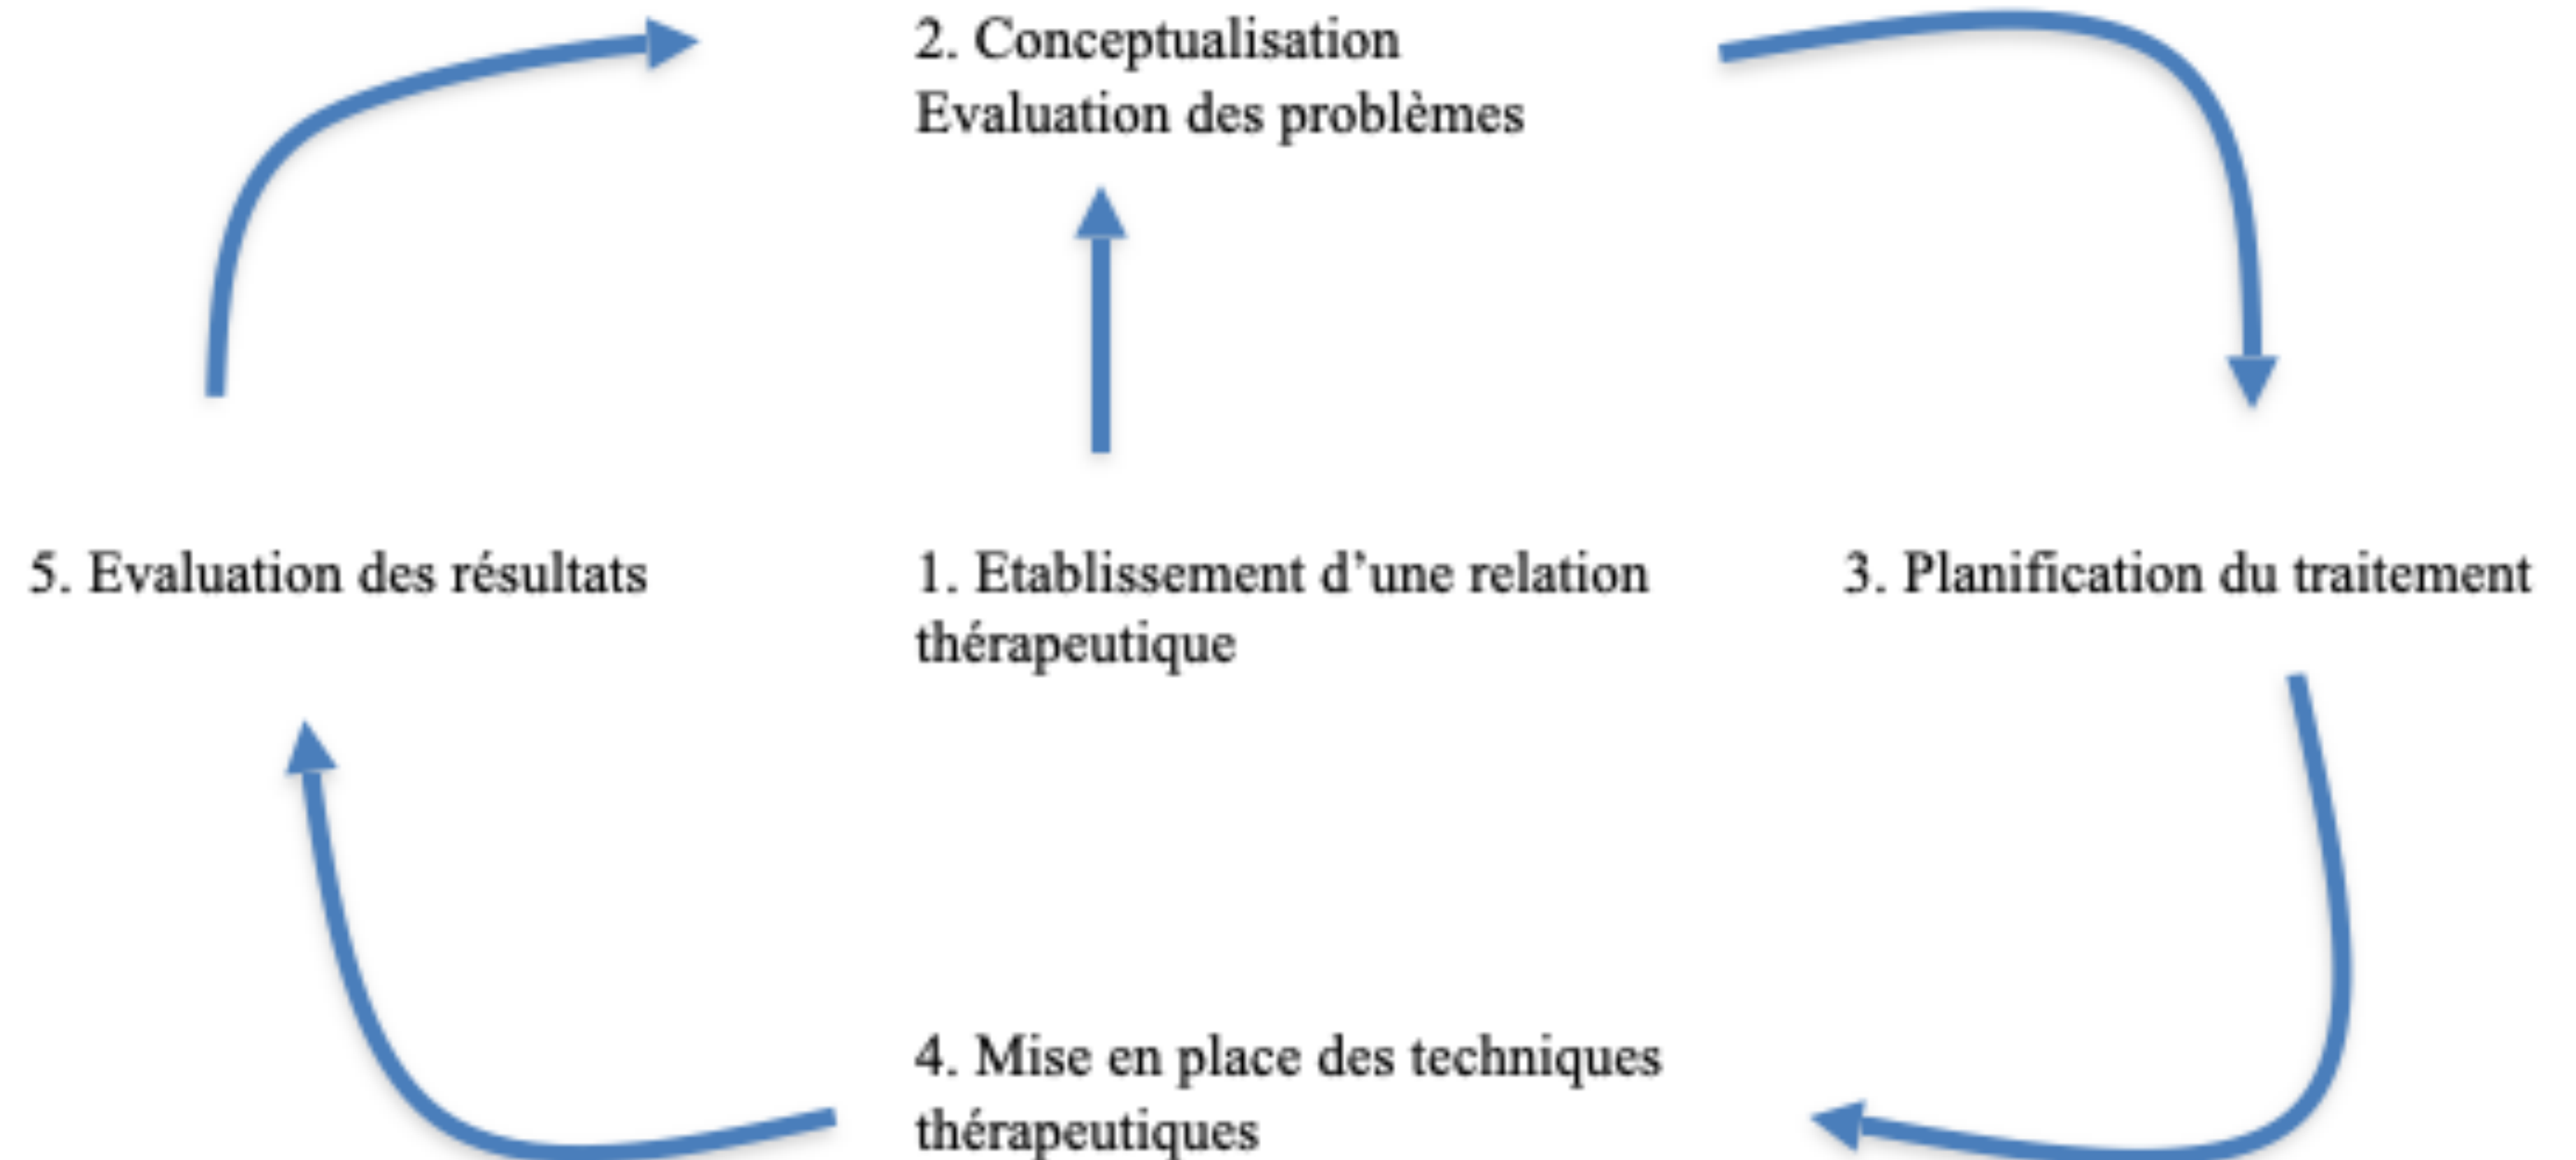 2. Conceptualisation
Evaluation des problèmes
5. Evaluation des résultats
1. Etablissement d’une relation
thérapeutique
3. Planification du traitement
4. Mise en place des techniques
thérapeutiques